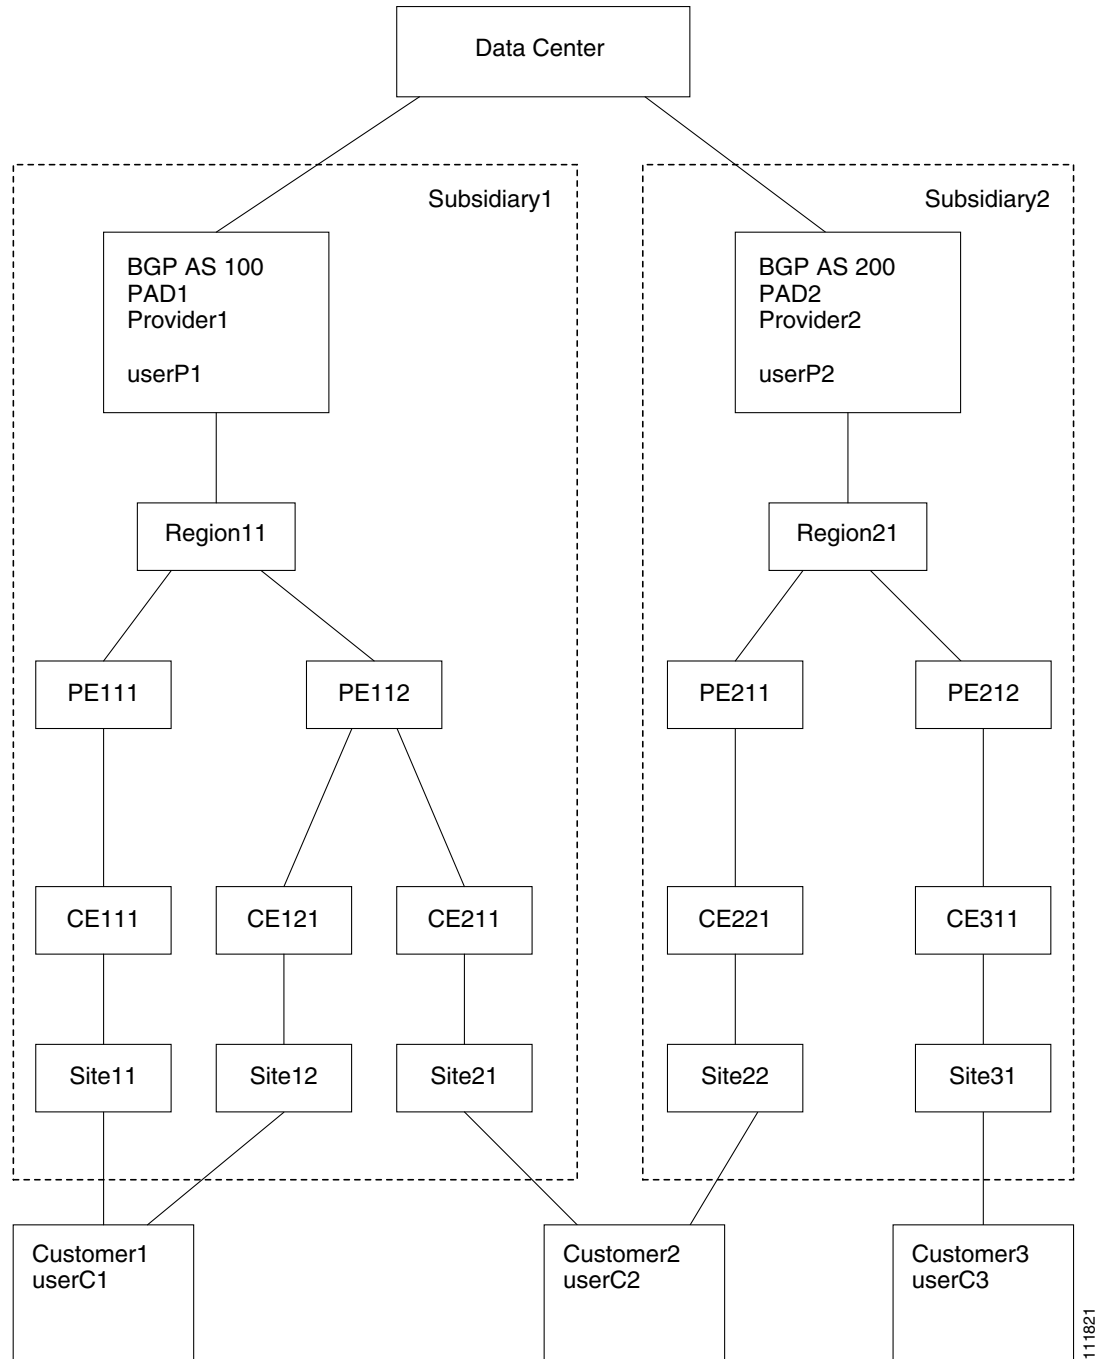 Data Center
Subsidiary1
Subsidiary2
BGP AS 100
PAD1
Provider1
userP1
BGP AS 200
PAD2
Provider2
userP2
Region11
Region21
PE111
PE112
PE211
PE212
CE111
CE121
CE211
CE221
CE311
Site11
Site12
Site21
Site22
Site31
Customer1
userC1
Customer2
userC2
Customer3
userC3
111821